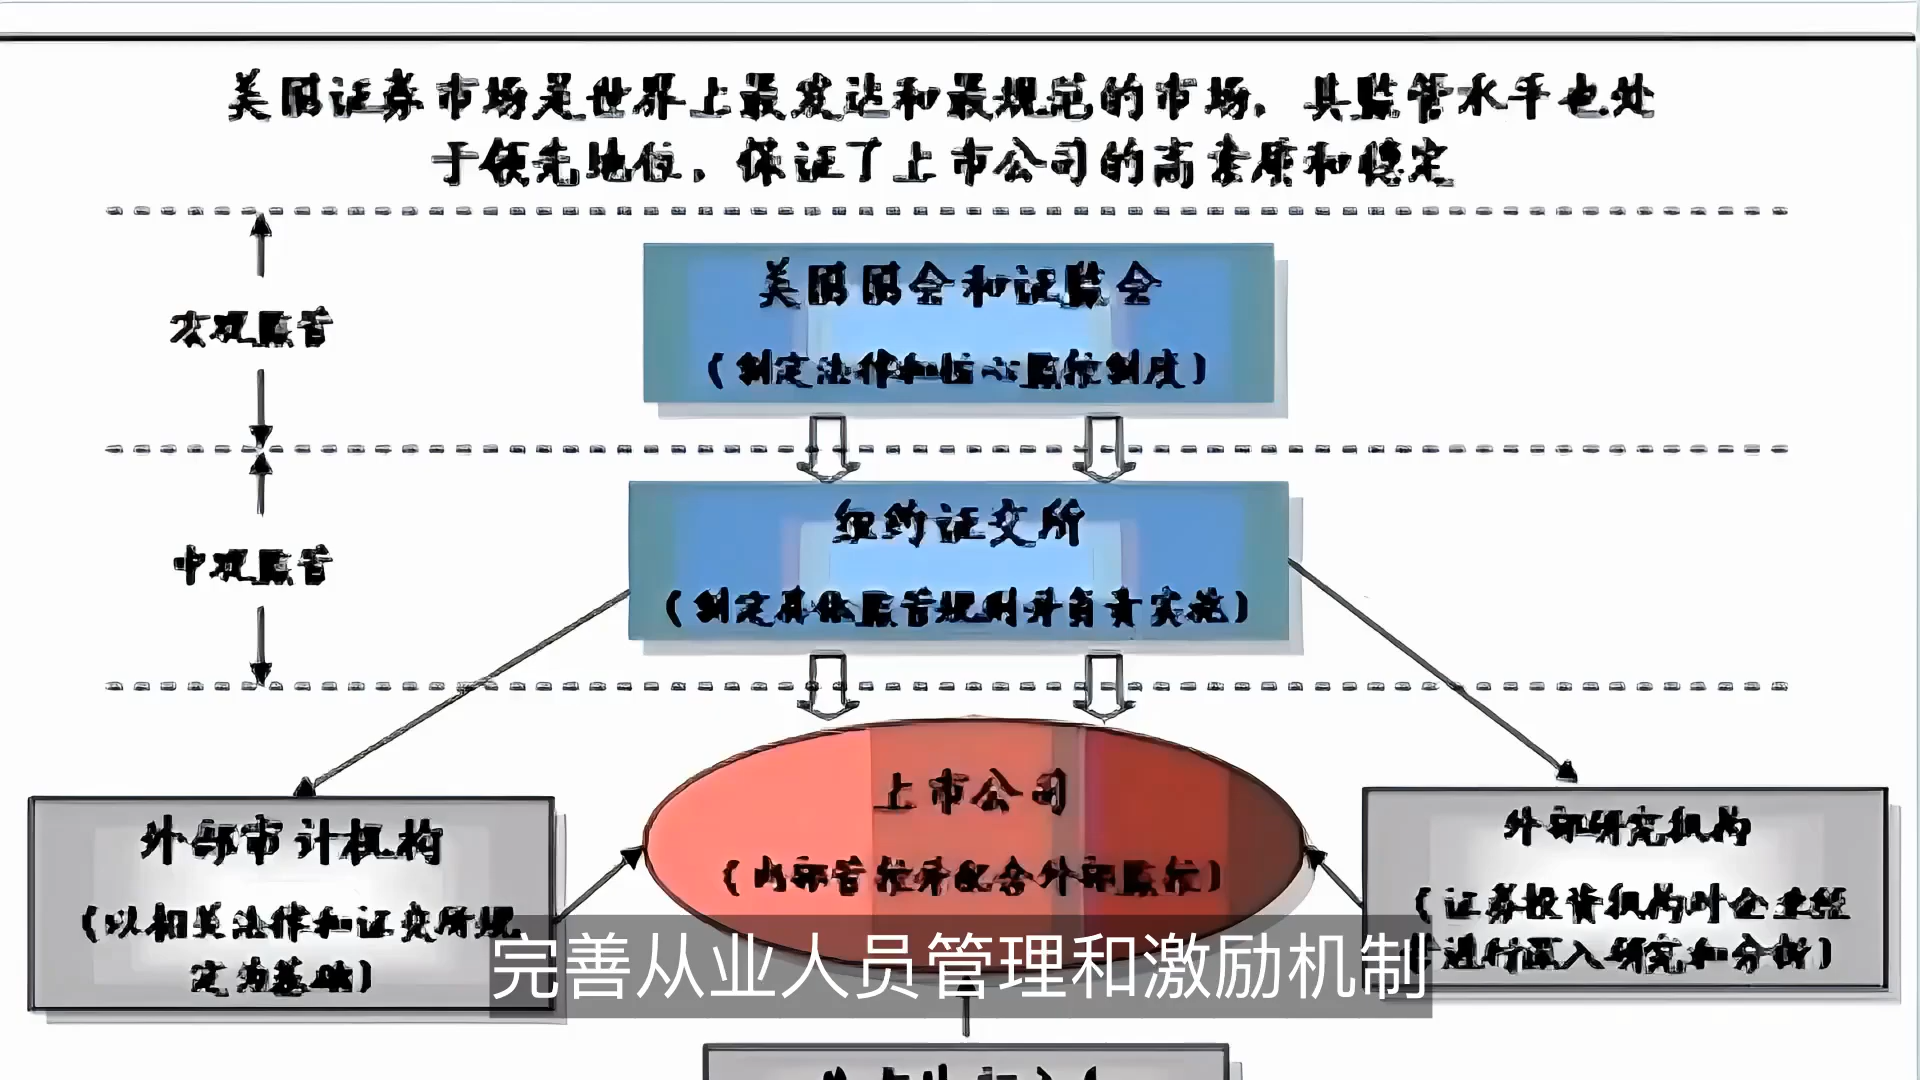 美国证券市场是世界上最发达和最规范的市场，其监管水平也处
于领先地位，保证了上市公司的高素质和稳定
美国国会和证监会
（制定法律和核心监控制度）
宏观监管
纽约证交所
（制定具体监管规则并负责实施）
中观监管
上市公司
（内部管控和配合外部监控）
外部审计机构
（以相关法律和证交所规
定为基础）
外部研究机构
（证券投资机构对企业经
进行深入研究和分析）
完善从业人员管理和激励机制